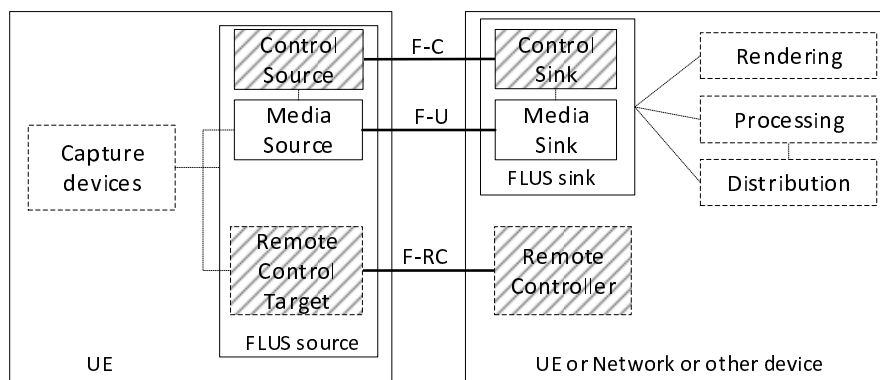 Control
Source
F-C
Control
Sink
Rendering
Media
Source
F-U
Media
Sink
Processing
Capture
devices
FLUS sink
Distribution
Remote
Control
Target
F-RC
Remote
Controller
FLUS source
UE
UE or Network or other device